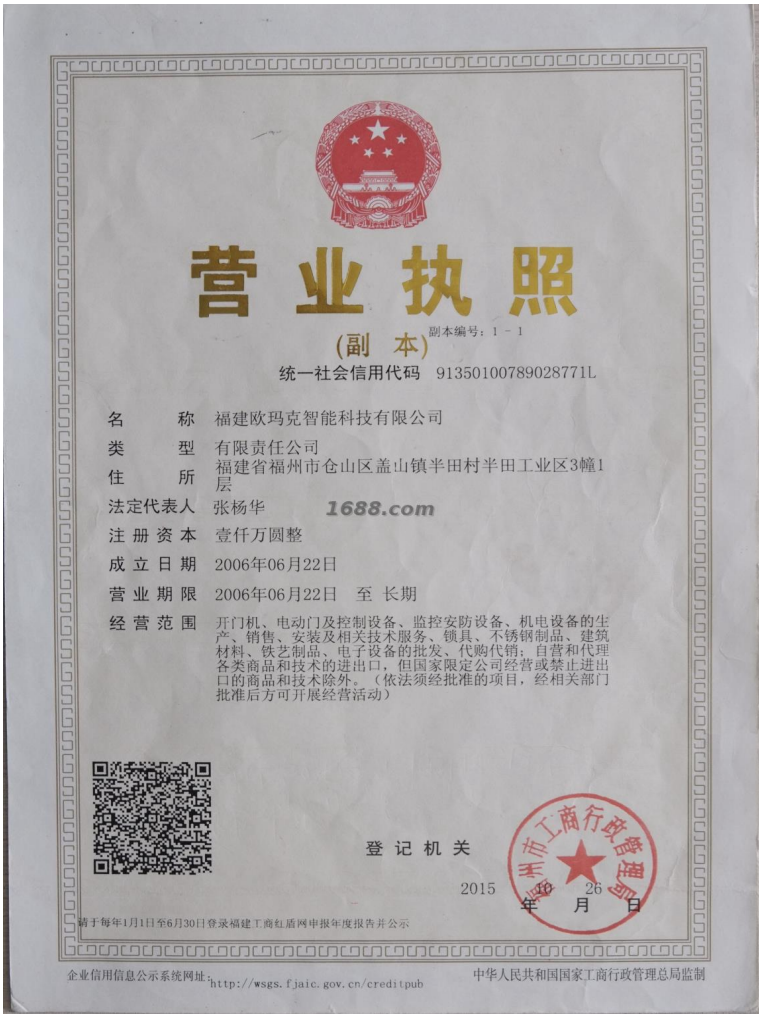 营业执照
(副 本)
副本编号：1 - 1
统一社会信用代码 91350100789028771L
名 称 福建欧玛克智能科技有限公司
类 型 有限责任公司
住 所 福建省福州市仓山区盖山镇半田村半田工业区3幢1
层
法定代表人 张杨华
1688.com
注册资本 壹仟万圆整
成立日期 2006年06月22日
营业期限 2006年06月22日 至 长期
经营范围 开门机、电动门及控制设备、监控安防设备、机电设备的生
产、销售、安装及相关技术服务、锁具、不锈钢制品、建筑
材料、铁艺制品、电子设备的批发、代购代销；自营和代理
各类商品和技术的进出口，但国家限定公司经营或禁止进出
口的商品和技术除外。（依法须经批准的项目，经相关部门
批准后方可开展经营活动）
登记机关
福州市工商行政管理局
2015 年 10 月 26 日
请于每年1月1日至6月30日登录福建工商红盾网申报年度报告并公示
企业信用信息公示系统网址：http://wsgs.fjaic.gov.cn/creditpub
中华人民共和国国家工商行政管理总局监制